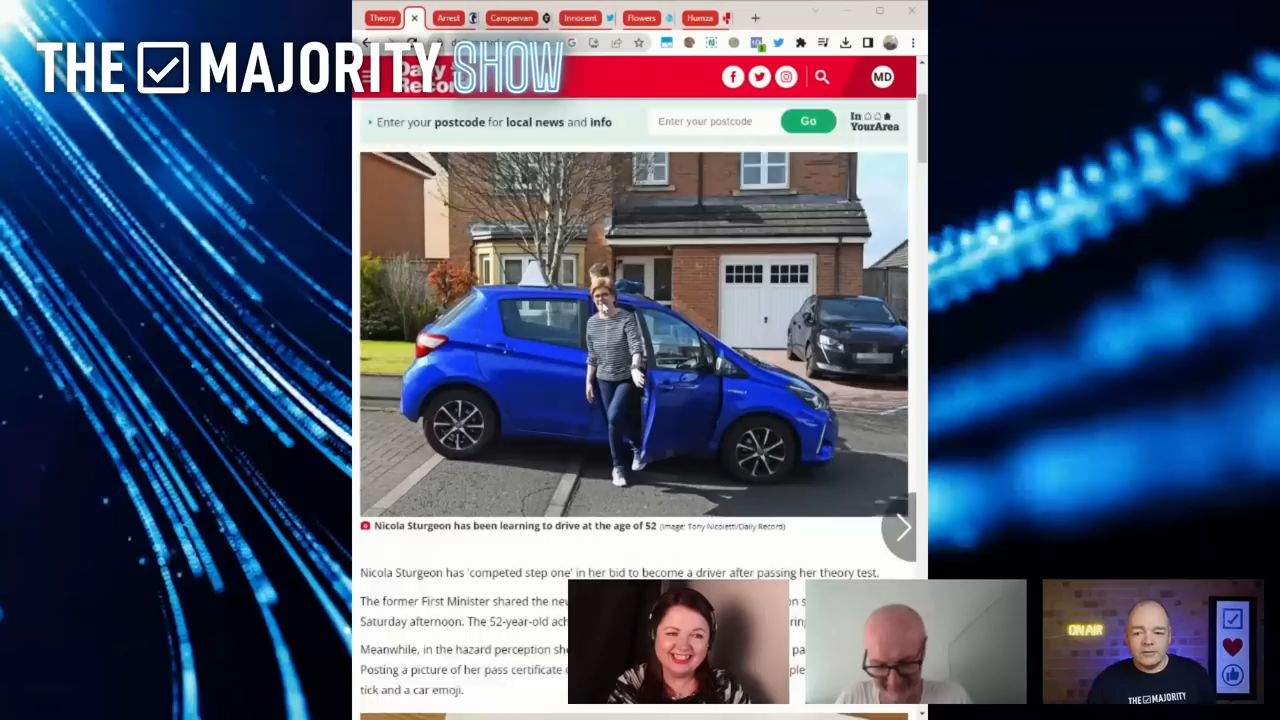 Theory
Arrest
Campervan
Innocent
Flowers
Humza
THE MAJORITY SHOW
Daily Record
MD
Enter your postcode for local news and info
Enter your postcode
Go
In YourArea
Nicola Sturgeon has been learning to drive at the age of 52 (Image: Tony Nicoletti/Daily Record)
Nicola Sturgeon has 'competed step one' in her bid to become a driver after passing her theory test.
The former First Minister shared the
Saturday afternoon. The 52-year-old
Meanwhile, in the hazard perception
Posting a picture of her pass certificate
tick and a car emoji.
ON AIR
THE MAJORITY